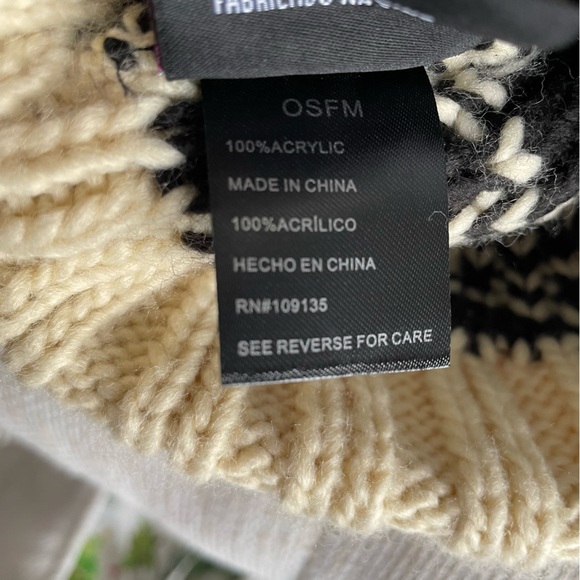 OSFM
100%ACRYLIC
MADE IN CHINA
100%ACRÍLICO
HECHO EN CHINA
RN#109135
SEE REVERSE FOR CARE